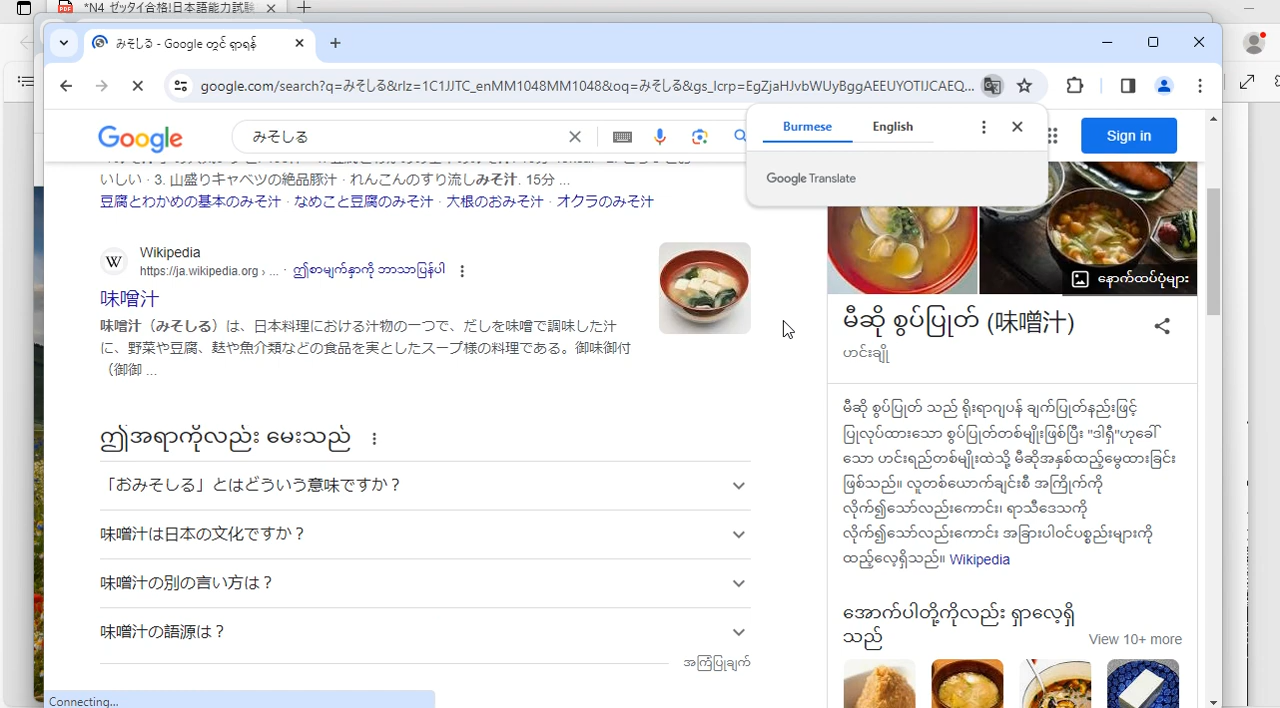 *N4 ゼッタイ合格!日本語能力試験
みそしる - Google တွင် ရှာရန်
google.com/search?q=みそしる&rlz=1C1JJTC_enMM1048MM1048&oq=みそしる&gs_lcrp=EgZjaHJvbWUyBggAEEUYOTIJCAEQ...
Google
みそしる
Burmese
English
Google Translate
Sign in
いしい · 3. 山盛りキャベツの絶品豚汁 · れんこんのすり流しみそ汁. 15分 ...
豆腐とわかめの基本のみそ汁 · なめこと豆腐のみそ汁 · 大根のおみそ汁 · オクラのみそ汁
W
Wikipedia
https://ja.wikipedia.org › ... · ဤစာမျက်နှာကို ဘာသာပြန်ပါ
味噌汁
味噌汁（みそしる）は、日本料理における汁物の一つで、だしを味噌で調味した汁
に、野菜や豆腐、麸や魚介類などの食品を実としたスープ様の料理である。御味御付
（御御 ...
ဤအရာကိုလည်း မေးသည်
「おみそしる」とはどういう意味ですか？
味噌汁は日本の文化ですか？
味噌汁の別の言い方は？
味噌汁の語源は？
အကြံပြုချက်
နောက်ထပ်ပုံများ
မီဆို စွပ်ပြုတ် (味噌汁)
ဟင်းချို
မီဆို စွပ်ပြုတ် သည် ရိုးရာဂျပန် ချက်ပြုတ်နည်းဖြင့်
ပြုလုပ်ထားသော စွပ်ပြုတ်တစ်မျိုးဖြစ်ပြီး "ဒါရှီ"ဟုခေါ်
သော ဟင်းရည်တစ်မျိုးထဲသို့ မီဆိုအနှစ်ထည့်မွှေထားခြင်း
ဖြစ်သည်။ လူတစ်ယောက်ချင်းစီ အကြိုက်ကို
လိုက်၍သော်လည်းကောင်း၊ ရာသီဒေသကို
လိုက်၍သော်လည်းကောင်း အခြားပါဝင်ပစ္စည်းများကို
ထည့်လေ့ရှိသည်။ Wikipedia
အောက်ပါတို့ကိုလည်း ရှာလေ့ရှိ
သည်
View 10+ more
Connecting...